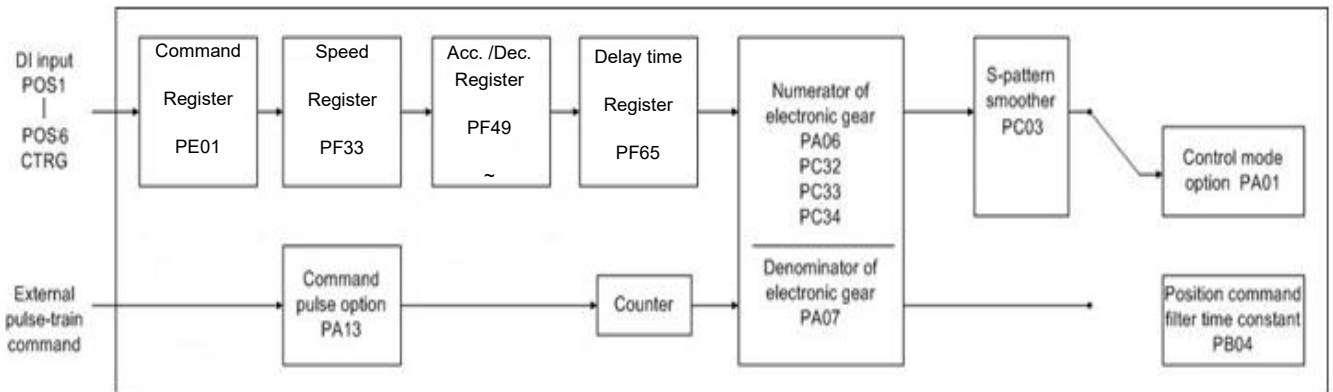 DI input
POS1
|
POS6
CTRG
Command
Register
PE01
Speed
Register
PF33
Acc. /Dec.
Register
PF49
~
Delay time
Register
PF65
Numerator of
electronic gear
PA06
PC32
PC33
PC34
Denominator of
electronic gear
PA07
S-pattern
smoother
PC03
Control mode
option PA01
External
pulse-train
command
Command
pulse option
PA13
Counter
Position command
filter time constant
PB04